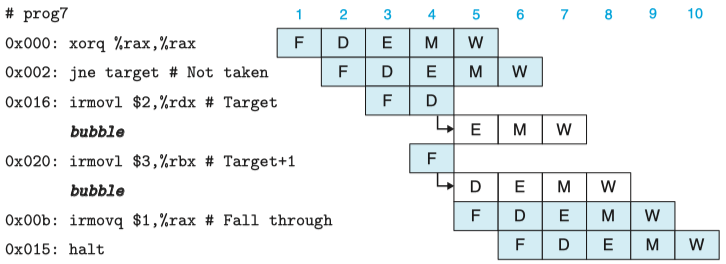 # prog7 1 2 3 4 5 6 7 8 9 10
0x000: xorq %rax,%rax F D E M W
0x002: jne target # Not taken F D E M W
0x016: irmovl $2,%rdx # Target F D
bubble E M W
0x020: irmovl $3,%rbx # Target+1 F
bubble D E M W
0x00b: irmovq $1,%rax # Fall through F D E M W
0x015: halt F D E M W